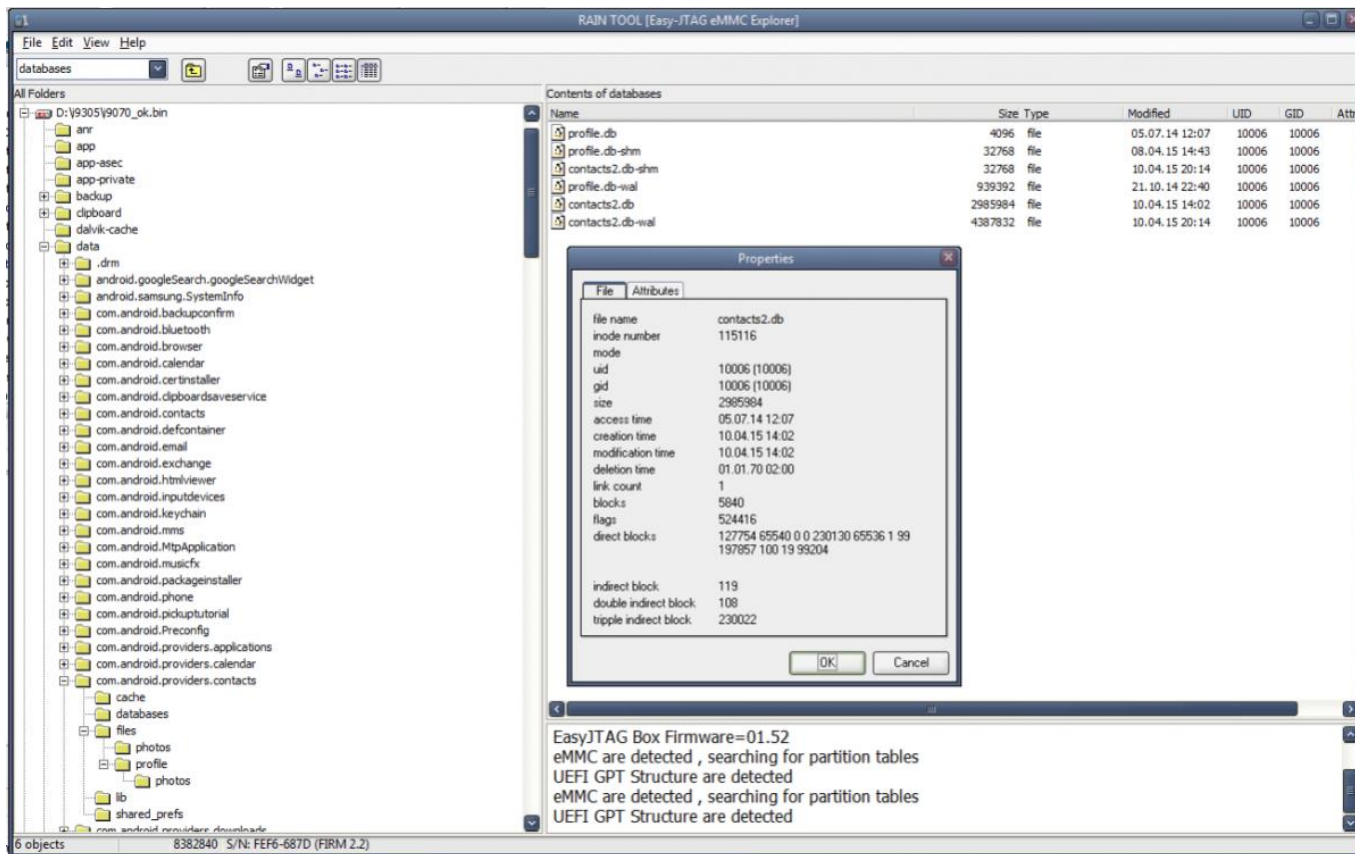 RAIN TOOL [Easy-JTAG eMMC Explorer]
File Edit View Help
databases
All Folders
D:\i9305\i9070_ok.bin
anr
app
app-asec
app-private
backup
clipboard
dalvik-cache
data
.drm
android.googleSearch.googleSearchWidget
android.samsung.SystemInfo
com.android.backupconfirm
com.android.bluetooth
com.android.browser
com.android.calendar
com.android.certinstaller
com.android.clipboardsaveservice
com.android.contacts
com.android.defcontainer
com.android.email
com.android.exchange
com.android.htmlviewer
com.android.inputdevices
com.android.keychain
com.android.mms
com.android.MtpApplication
com.android.musicfx
com.android.packageinstaller
com.android.phone
com.android.pickuptutorial
com.android.Preconfig
com.android.providers.applications
com.android.providers.calendar
com.android.providers.contacts
cache
databases
files
photos
profile
photos
lib
shared_prefs
com.android.providers.downloads
Contents of databases
Name Size Type Modified UID GID Attr
profile.db 4096 file 05.07.14 12:07 10006 10006
profile.db-shm 32768 file 08.04.15 14:43 10006 10006
contacts2.db-shm 32768 file 10.04.15 20:14 10006 10006
profile.db-wal 939392 file 21.10.14 22:40 10006 10006
contacts2.db 2985984 file 10.04.15 14:02 10006 10006
contacts2.db-wal 4387832 file 10.04.15 20:14 10006 10006
Properties
File Attributes
file name contacts2.db
inode number 115116
mode
uid 10006 (10006)
gid 10006 (10006)
size 2985984
access time 05.07.14 12:07
creation time 10.04.15 14:02
modification time 10.04.15 14:02
deletion time 01.01.70 02:00
link count 1
blocks 5840
flags 524416
direct blocks 127754 65540 0 0 230130 65536 1 99
197857 100 19 99204
indirect block 119
double indirect block 108
tripple indirect block 230022
OK Cancel
EasyJTAG Box Firmware=01.52
eMMC are detected , searching for partition tables
UEFI GPT Structure are detected
eMMC are detected , searching for partition tables
UEFI GPT Structure are detected
6 objects 8382840 S/N: FEF6-687D (FIRM 2.2)